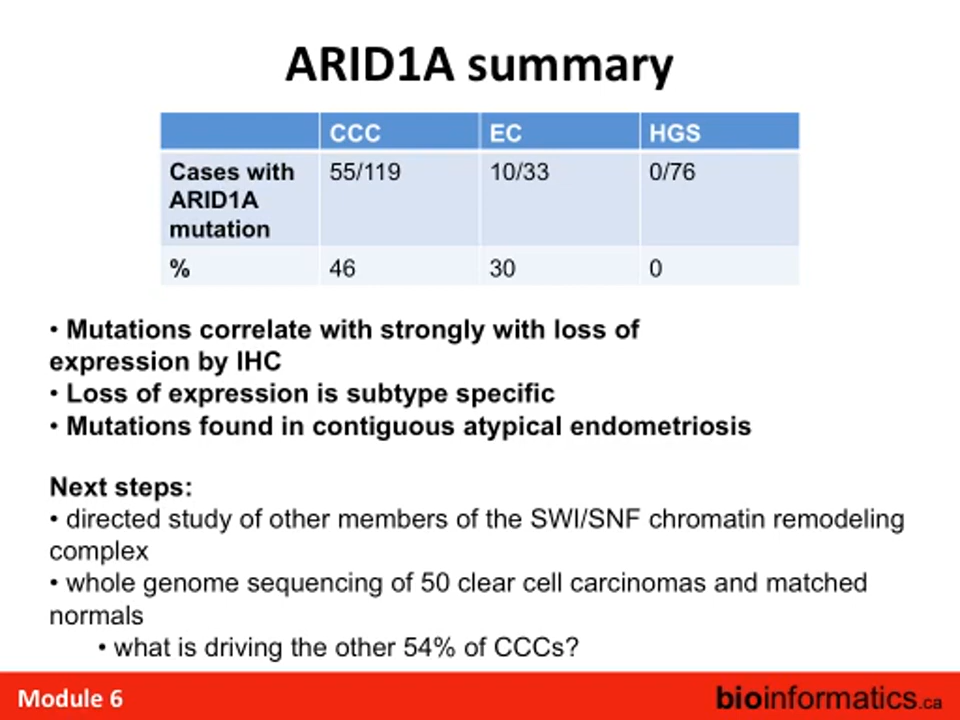 ARID1A summary
CCC EC HGS
Cases with 55/119 10/33 0/76
ARID1A
mutation
% 46 30 0
• Mutations correlate with strongly with loss of
expression by IHC
• Loss of expression is subtype specific
• Mutations found in contiguous atypical endometriosis
Next steps:
• directed study of other members of the SWI/SNF chromatin remodeling
complex
• whole genome sequencing of 50 clear cell carcinomas and matched
normals
• what is driving the other 54% of CCCs?
Module 6 bioinformatics.ca